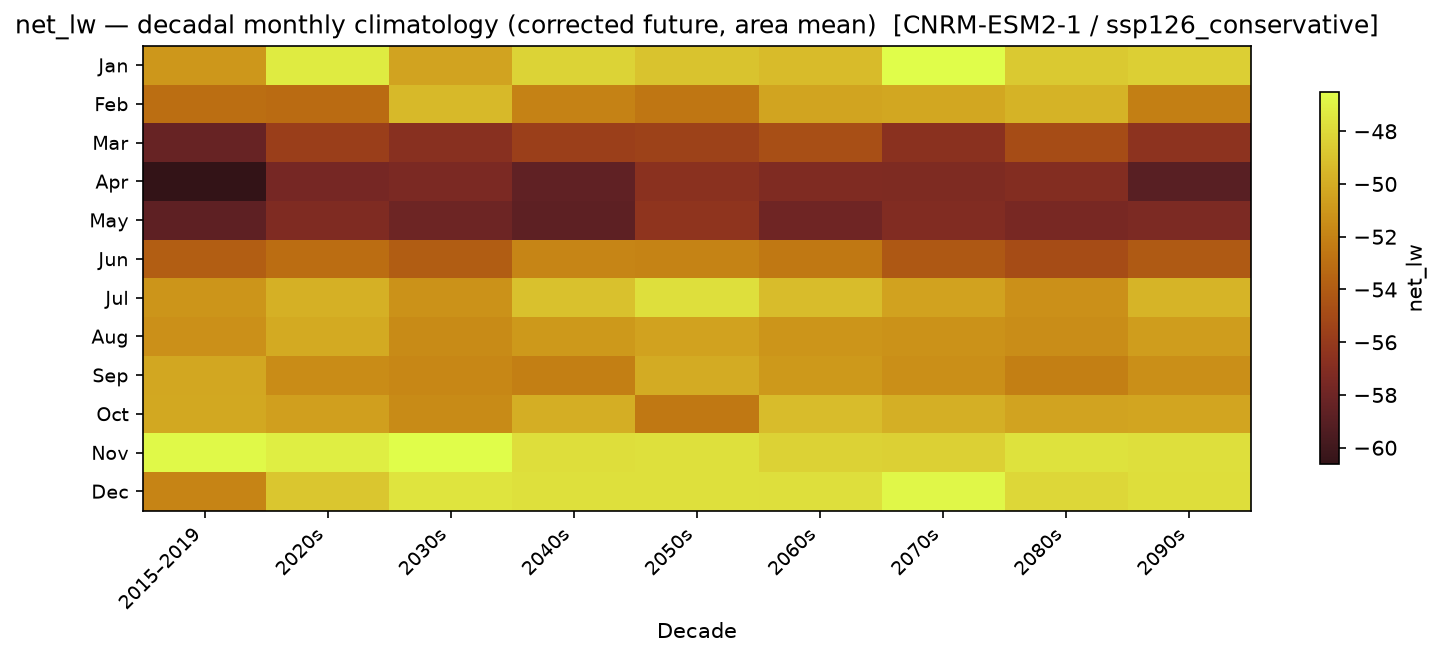 net_lw — decadal monthly climatology (corrected future, area mean)  [CNRM-ESM2-1 / ssp126_conservative]
Jan
Feb
Mar
Apr
May
Jun
Jul
Aug
Sep
Oct
Nov
Dec
2015–2019
2020s
2030s
2040s
2050s
2060s
2070s
2080s
2090s
Decade
−48
−50
−52
−54
−56
−58
−60
net_lw